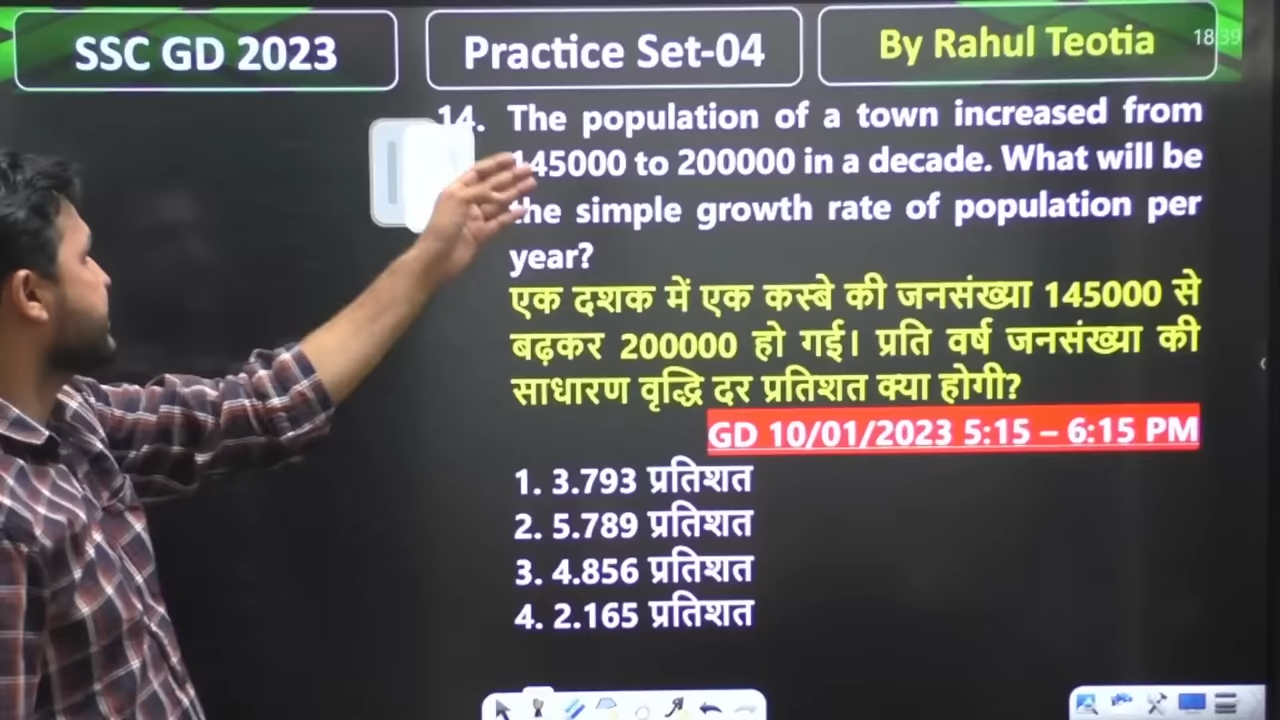 SSC GD 2023
Practice Set-04
By Rahul Teotia
18:39
14. The population of a town increased from
145000 to 200000 in a decade. What will be
the simple growth rate of population per
year?
एक दशक में एक कस्बे की जनसंख्या 145000 से
बढ़कर 200000 हो गई। प्रति वर्ष जनसंख्या की
साधारण वृद्धि दर प्रतिशत क्या होगी?
GD 10/01/2023 5:15 – 6:15 PM
1. 3.793 प्रतिशत
2. 5.789 प्रतिशत
3. 4.856 प्रतिशत
4. 2.165 प्रतिशत